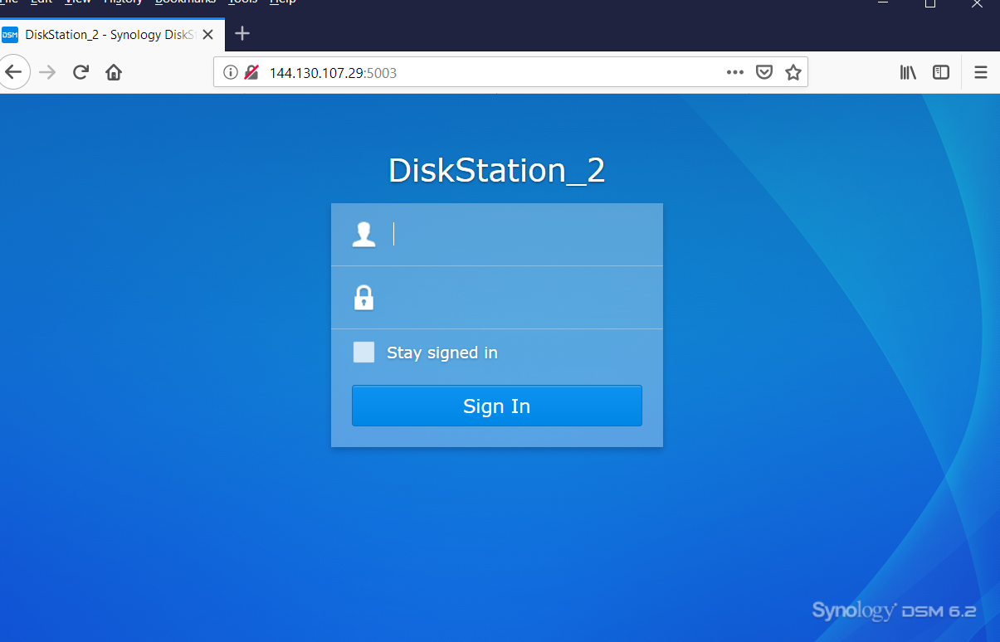 File Edit View History Bookmarks Tools Help
DSM DiskStation_2 - Synology DiskS
144.130.107.29:5003
DiskStation_2
Stay signed in
Sign In
Synology DSM 6.2